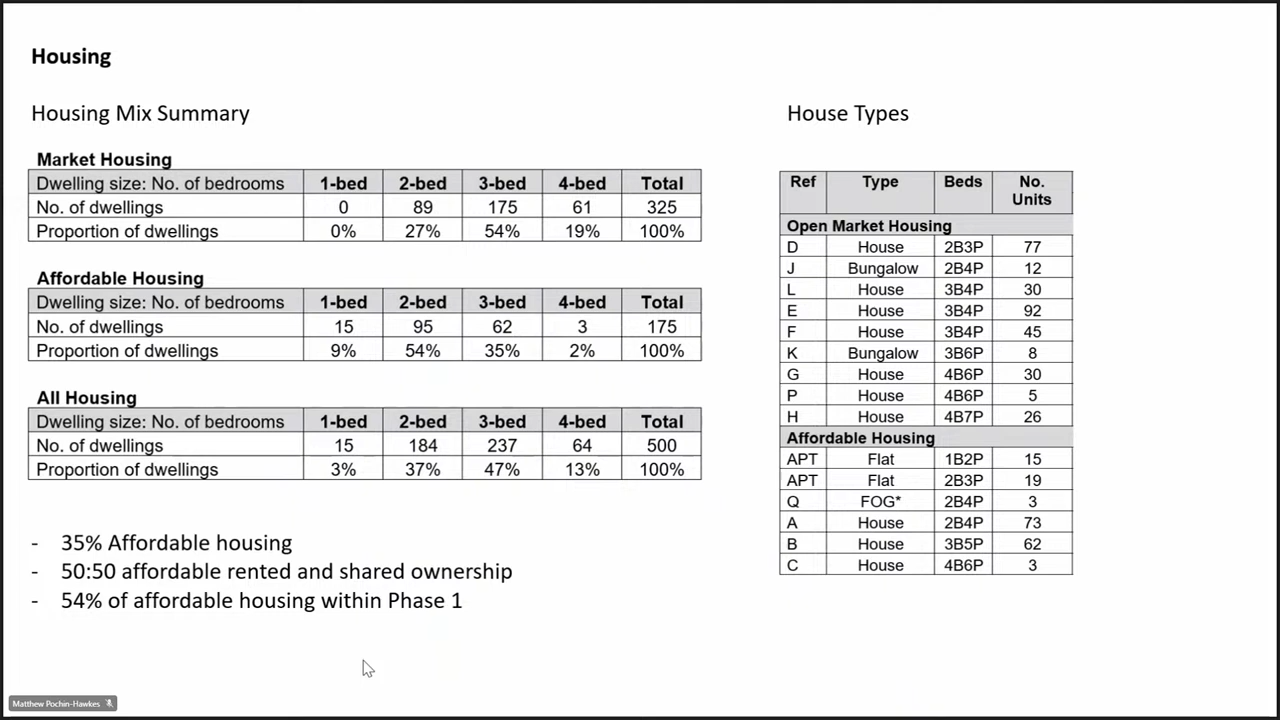 Housing
Housing Mix Summary
Market Housing
Dwelling size: No. of bedrooms 1-bed 2-bed 3-bed 4-bed Total
No. of dwellings 0 89 175 61 325
Proportion of dwellings 0% 27% 54% 19% 100%
Affordable Housing
Dwelling size: No. of bedrooms 1-bed 2-bed 3-bed 4-bed Total
No. of dwellings 15 95 62 3 175
Proportion of dwellings 9% 54% 35% 2% 100%
All Housing
Dwelling size: No. of bedrooms 1-bed 2-bed 3-bed 4-bed Total
No. of dwellings 15 184 237 64 500
Proportion of dwellings 3% 37% 47% 13% 100%
- 35% Affordable housing
- 50:50 affordable rented and shared ownership
- 54% of affordable housing within Phase 1
House Types
Ref Type Beds No.
Units
Open Market Housing
D House 2B3P 77
J Bungalow 2B4P 12
L House 3B4P 30
E House 3B4P 92
F House 3B4P 45
K Bungalow 3B6P 8
G House 4B6P 30
P House 4B6P 5
H House 4B7P 26
Affordable Housing
APT Flat 1B2P 15
APT Flat 2B3P 19
Q FOG* 2B4P 3
A House 2B4P 73
B House 3B5P 62
C House 4B6P 3
Matthew Pochin-Hawkes